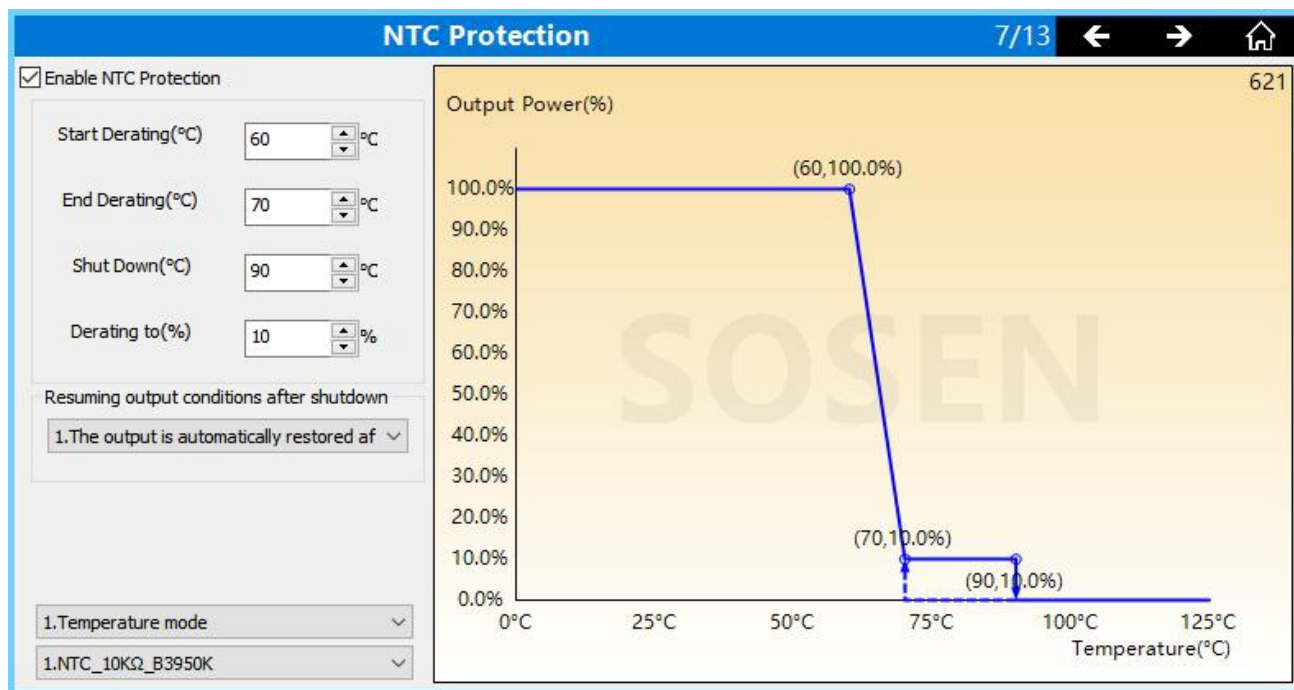 NTC Protection
7/13
Enable NTC Protection
Start Derating(℃)
60
℃
End Derating(℃)
70
℃
Shut Down(℃)
90
℃
Derating to(%)
10
%
Resuming output conditions after shutdown
1.The output is automatically restored af
1.Temperature mode
1.NTC_10KΩ_B3950K
621
Output Power(%)
(60,100.0%)
100.0%
90.0%
80.0%
70.0%
60.0%
50.0%
40.0%
30.0%
20.0%
10.0%
0.0%
SOSEN
(70,10.0%)
(90,10.0%)
0°C
25°C
50°C
75°C
100°C
125°C
Temperature(°C)